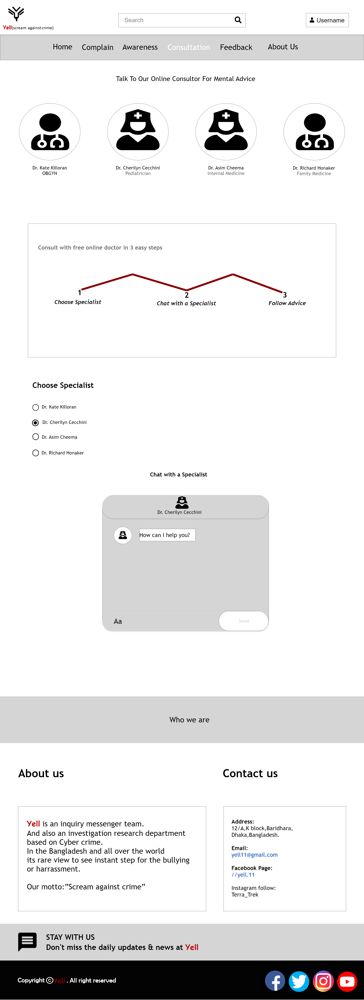 Yell(scream against crime)
Search
Username
Home Complain Awareness Consultation Feedback About Us
Talk To Our Online Consultor For Mental Advice
Dr. Kate Killoran
OBGYN
Dr. Cherilyn Cecchini
Pediatrician
Dr. Asim Cheema
Internal Medicine
Dr. Richard Honaker
Family Medicine
Consult with free online doctor in 3 easy steps
1
Choose Specialist
2
Chat with a Specialist
3
Follow Advice
Choose Specialist
Dr. Kate Killoran
Dr. Cherilyn Cecchini
Dr. Asim Cheema
Dr. Richard Honaker
Chat with a Specialist
Dr. Cherilyn Cecchini
How can I help you?
Aa
Send
Who we are
About us
Yell is an inquiry messenger team.
And also an investigation research department
based on Cyber crime.
In the Bangladesh and all over the world
its rare view to see instant step for the bullying
or harrassment.
Our motto:”Scream against crime”
Contact us
Address:
12/A,K block,Baridhara,
Dhaka,Bangladesh.
Email:
yell11@gmail.com
Facebook Page:
//yell.11
Instagram follow:
Terra_Trek
STAY WITH US
Don't miss the daily updates & news at Yell
Copyright ©Yell . All right reserved